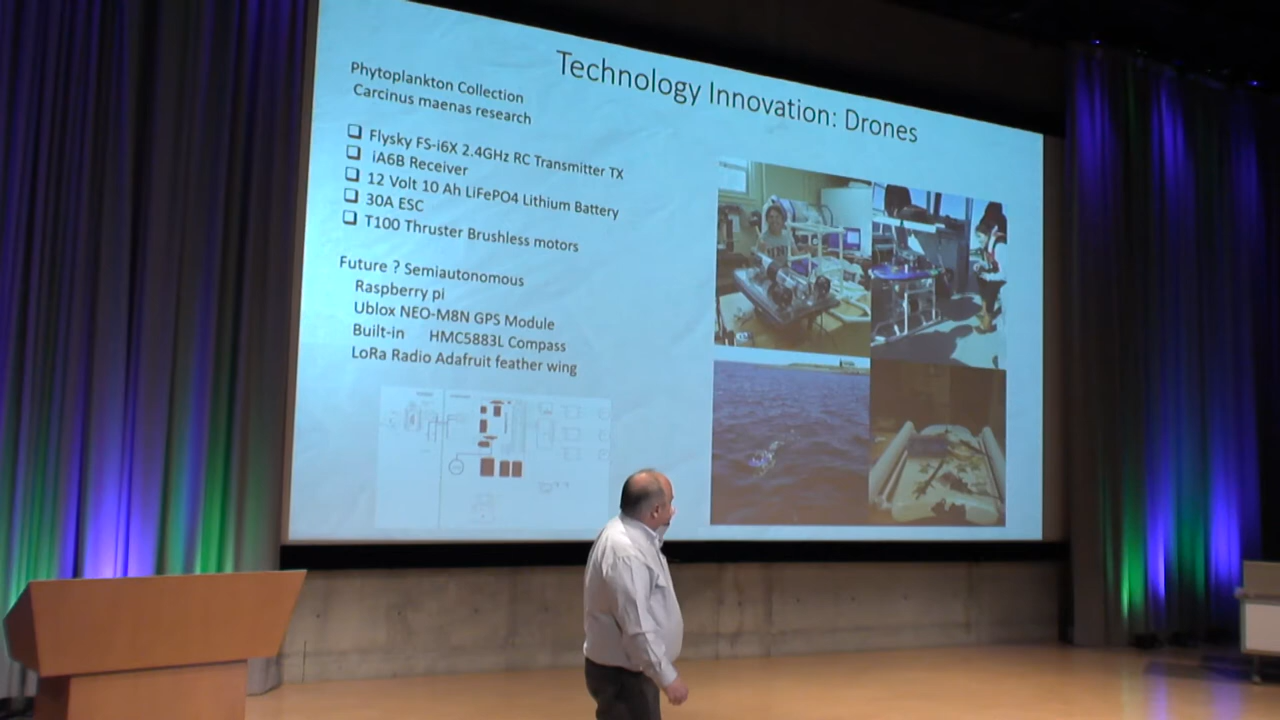 Technology Innovation: Drones
Phytoplankton Collection
Carcinus maenas research
Flysky FS-i6X 2.4GHz RC Transmitter TX
iA6B Receiver
12 Volt 10 Ah LiFePO4 Lithium Battery
30A ESC
T100 Thruster Brushless motors
Future ? Semiautonomous
Raspberry pi
Ublox NEO-M8N GPS Module
Built-in HMC5883L Compass
LoRa Radio Adafruit feather wing